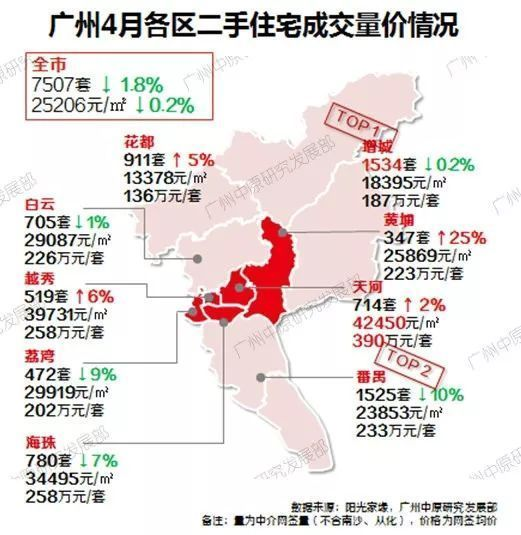 广州4月各区二手住宅成交量价情况
全市
7507套 ↓ 1.8%
25206元/㎡ ↓0.2%
TOP 1
花都
911套 ↑ 5%
13378元/㎡
136万元/套
增城
1534套 ↓0.2%
18395元/㎡
187万元/套
白云
705套 ↓1%
29087元/㎡
226万元/套
黄埔
347套 ↑25%
25869元/㎡
223万元/套
越秀
519套 ↑6%
39731元/㎡
258万元/套
天河
714套 ↑ 2%
42450元/㎡
390万元/套
TOP 2
荔湾
472套 ↓9%
29919元/㎡
202万元/套
番禺
1525套 ↓10%
23853元/㎡
233万元/套
海珠
780套 ↓7%
34495元/㎡
258万元/套
数据来源：阳光家缘，广州中原研究发展部
备注：量为中介网签量（不含南沙、从化），价格为网签均价
广州中原研究发展部